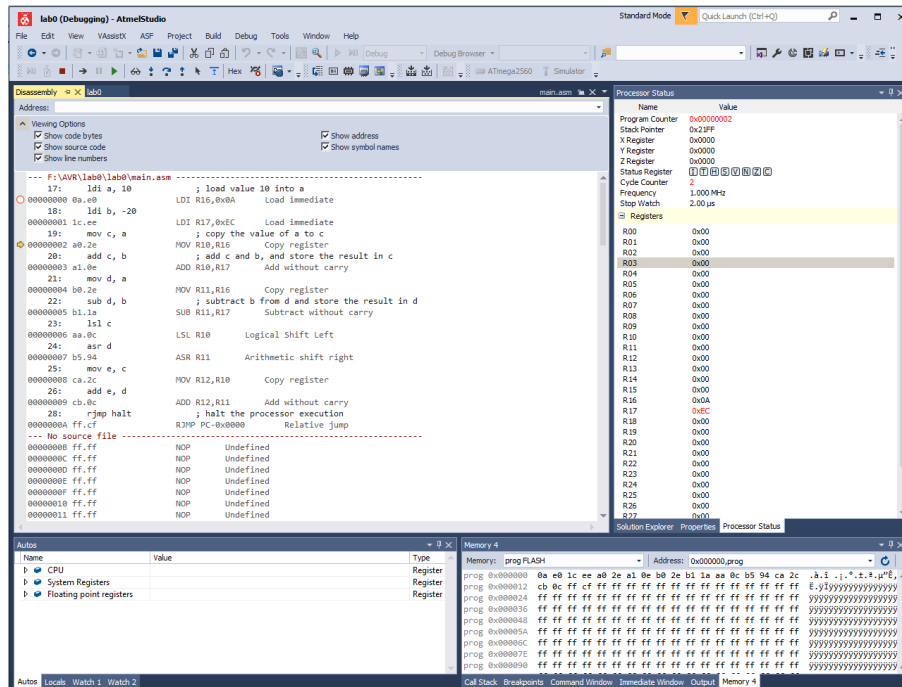 lab0 (Debugging) - AtmelStudio
Standard Mode
Quick Launch (Ctrl+Q)
File Edit View VAssistX ASF Project Build Debug Tools Window Help
Debug
Debug Browser
Hex
ATmega2560
Simulator
Disassembly
lab0
main.asm
Address:
Viewing Options
Show code bytes
Show address
Show source code
Show symbol names
Show line numbers
--- F:\AVR\lab0\lab0\main.asm
17: ldi a, 10 ; load value 10 into a
00000000 0a.e0 LDI R16,0x0A Load immediate
18: ldi b, -20
00000001 1c.ee LDI R17,0xEC Load immediate
19: mov c, a ; copy the value of a to c
00000002 a0.2e MOV R10,R16 Copy register
20: add c, b ; add c and b, and store the result in c
00000003 a1.0e ADD R10,R17 Add without carry
21: mov d, a
00000004 b0.2e MOV R11,R16 Copy register
22: sub d, b ; subtract b from d and store the result in d
00000005 b1.1a SUB R11,R17 Subtract without carry
23: lsl c
00000006 aa.0c LSL R10 Logical Shift Left
24: asr d
00000007 b5.94 ASR R11 Arithmetic shift right
25: mov e, c
00000008 ca.2c MOV R12,R10 Copy register
26: add e, d
00000009 cb.0c ADD R12,R11 Add without carry
28: rjmp halt ; halt the processor execution
0000000A ff.cf RJMP PC-0x0000 Relative jump
--- No source file
0000000B ff.ff NOP Undefined
0000000C ff.ff NOP Undefined
0000000D ff.ff NOP Undefined
0000000E ff.ff NOP Undefined
0000000F ff.ff NOP Undefined
00000010 ff.ff NOP Undefined
00000011 ff.ff NOP Undefined
Processor Status
Name Value
Program Counter 0x00000002
Stack Pointer 0x21FF
X Register 0x0000
Y Register 0x0000
Z Register 0x0000
Status Register I T H S V N Z C
Cycle Counter 2
Frequency 1.000 MHz
Stop Watch 2.00 µs
Registers
R00 0x00
R01 0x00
R02 0x00
R03 0x00
R04 0x00
R05 0x00
R06 0x00
R07 0x00
R08 0x00
R09 0x00
R10 0x00
R11 0x00
R12 0x00
R13 0x00
R14 0x00
R15 0x00
R16 0x0A
R17 0xEC
R18 0x00
R19 0x00
R20 0x00
R21 0x00
R22 0x00
R23 0x00
R24 0x00
R25 0x00
R26 0x00
R27 0x00
Solution Explorer Properties Processor Status
Autos
Name Value Type
CPU Register
System Registers Register
Floating point registers Register
Autos Locals Watch 1 Watch 2
Memory 4
Memory: prog FLASH Address: 0x000000,prog
prog 0x000000 0a e0 1c ee a0 2e a1 0e b0 2e b1 1a aa 0c b5 94 ca 2c
prog 0x000012 cb 0c ff cf ff ff ff ff ff ff ff ff ff ff ff ff ff ff
prog 0x000024 ff ff ff ff ff ff ff ff ff ff ff ff ff ff ff ff ff ff
prog 0x000036 ff ff ff ff ff ff ff ff ff ff ff ff ff ff ff ff ff ff
prog 0x000048 ff ff ff ff ff ff ff ff ff ff ff ff ff ff ff ff ff ff
prog 0x00005A ff ff ff ff ff ff ff ff ff ff ff ff ff ff ff ff ff ff
prog 0x00006C ff ff ff ff ff ff ff ff ff ff ff ff ff ff ff ff ff ff
prog 0x00007E ff ff ff ff ff ff ff ff ff ff ff ff ff ff ff ff ff ff
prog 0x000090 ff ff ff ff ff ff ff ff ff ff ff ff ff ff ff ff ff ff
Call Stack Breakpoints Command Window Immediate Window Output Memory 4